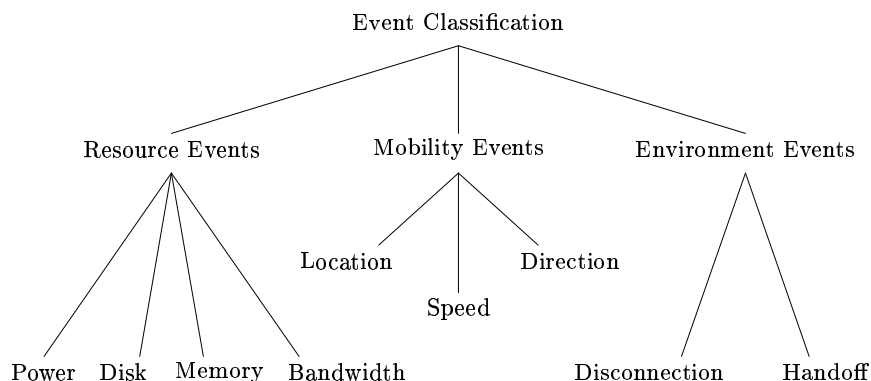 Event Classification
Resource Events Mobility Events Environment Events
Location Direction
Speed
Power Disk Memory Bandwidth Disconnection Handoff